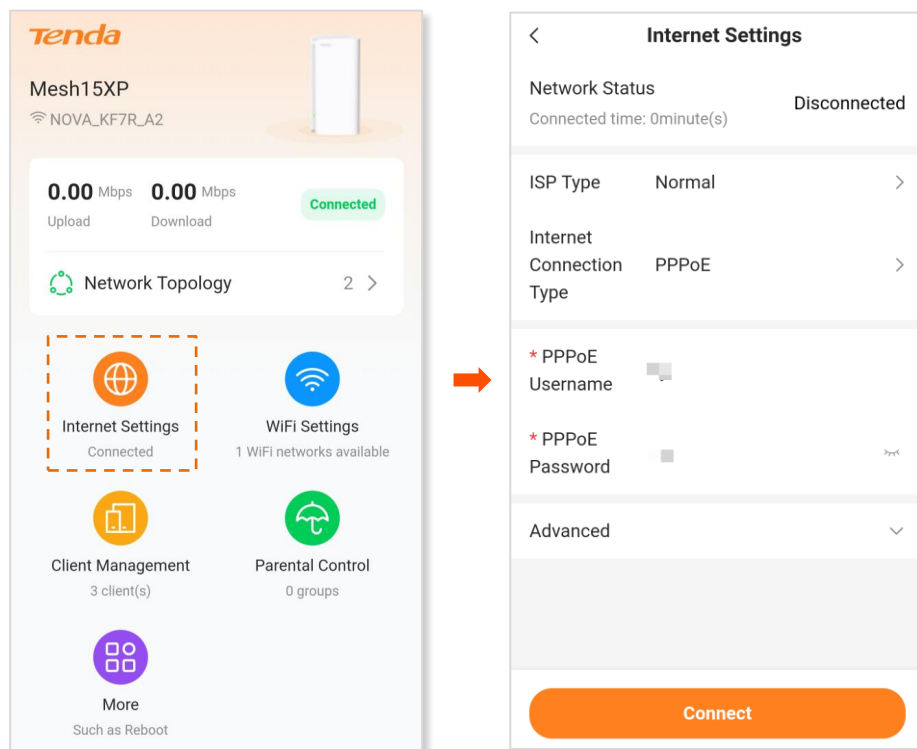 Tenda
Mesh15XP
NOVA_KF7R_A2
0.00 Mbps 0.00 Mbps
Upload Download
Connected
Network Topology 2
Internet Settings
Connected
WiFi Settings
1 WiFi networks available
Client Management
3 client(s)
Parental Control
0 groups
More
Such as Reboot
Internet Settings
Network Status
Connected time: 0minute(s)
Disconnected
ISP Type Normal
Internet
Connection PPPoE
Type
* PPPoE
Username
* PPPoE
Password
Advanced
Connect